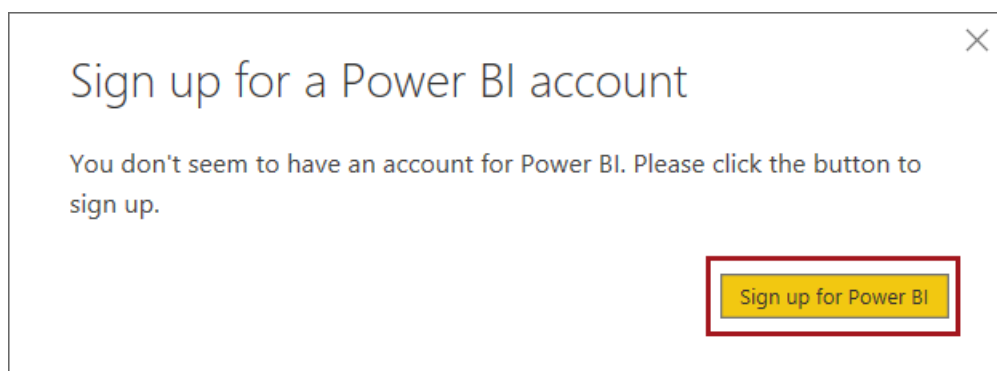 Sign up for a Power BI account
You don't seem to have an account for Power BI. Please click the button to
sign up.
Sign up for Power BI